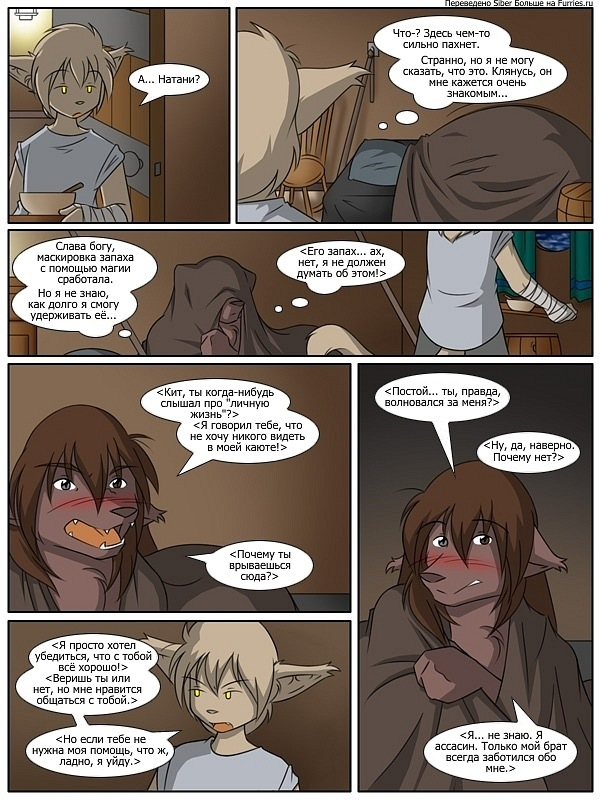 Переведено Siber Больше на Furries.ru
А... Натани?
Что-? Здесь чем-то
сильно пахнет.
Странно, но я не могу
сказать, что это. Клянусь, он
мне кажется очень
знакомым...
Слава богу,
маскировка запаха
с помощью магии
сработала.
Но я не знаю,
как долго я смогу
удерживать её...
<Его запах... ах,
нет, я не должен
думать об этом!>
<Кит, ты когда-нибудь
слышал про "личную
жизнь"?>
<Я говорил тебе, что
не хочу никого видеть
в моей каюте!>
<Почему ты
врываешься
сюда?>
<Я просто хотел
убедиться, что с тобой
всё хорошо!>
<Веришь ты или
нет, но мне нравится
общаться с тобой.>
<Но если тебе не
нужна моя помощь, что ж,
ладно, я уйду.>
<Постой... ты, правда,
волновался за меня?>
<Ну, да, наверно.
Почему нет?>
<Я... не знаю. Я
ассасин. Только мой брат
всегда заботился обо
мне.>